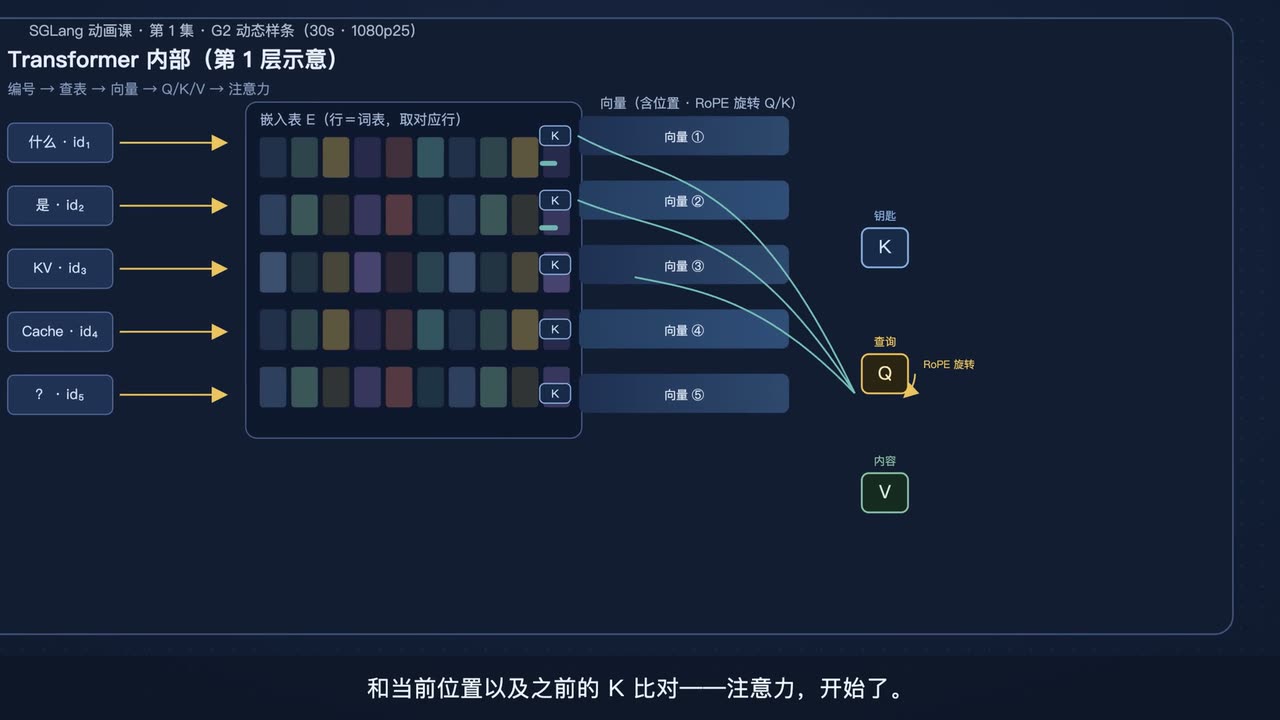 SGLang 动画课 · 第 1 集 · G2 动态样条（30s · 1080p25）
Transformer 内部（第 1 层示意）
编号 → 查表 → 向量 → Q/K/V → 注意力
什么 · id₁
是 · id₂
KV · id₃
Cache · id₄
？ · id₅
嵌入表 E（行＝词表，取对应行）
K
K
K
K
K
向量（含位置 · RoPE 旋转 Q/K）
向量 ①
向量 ②
向量 ③
向量 ④
向量 ⑤
钥匙
K
查询
Q
RoPE 旋转
内容
V
和当前位置以及之前的 K 比对——注意力，开始了。